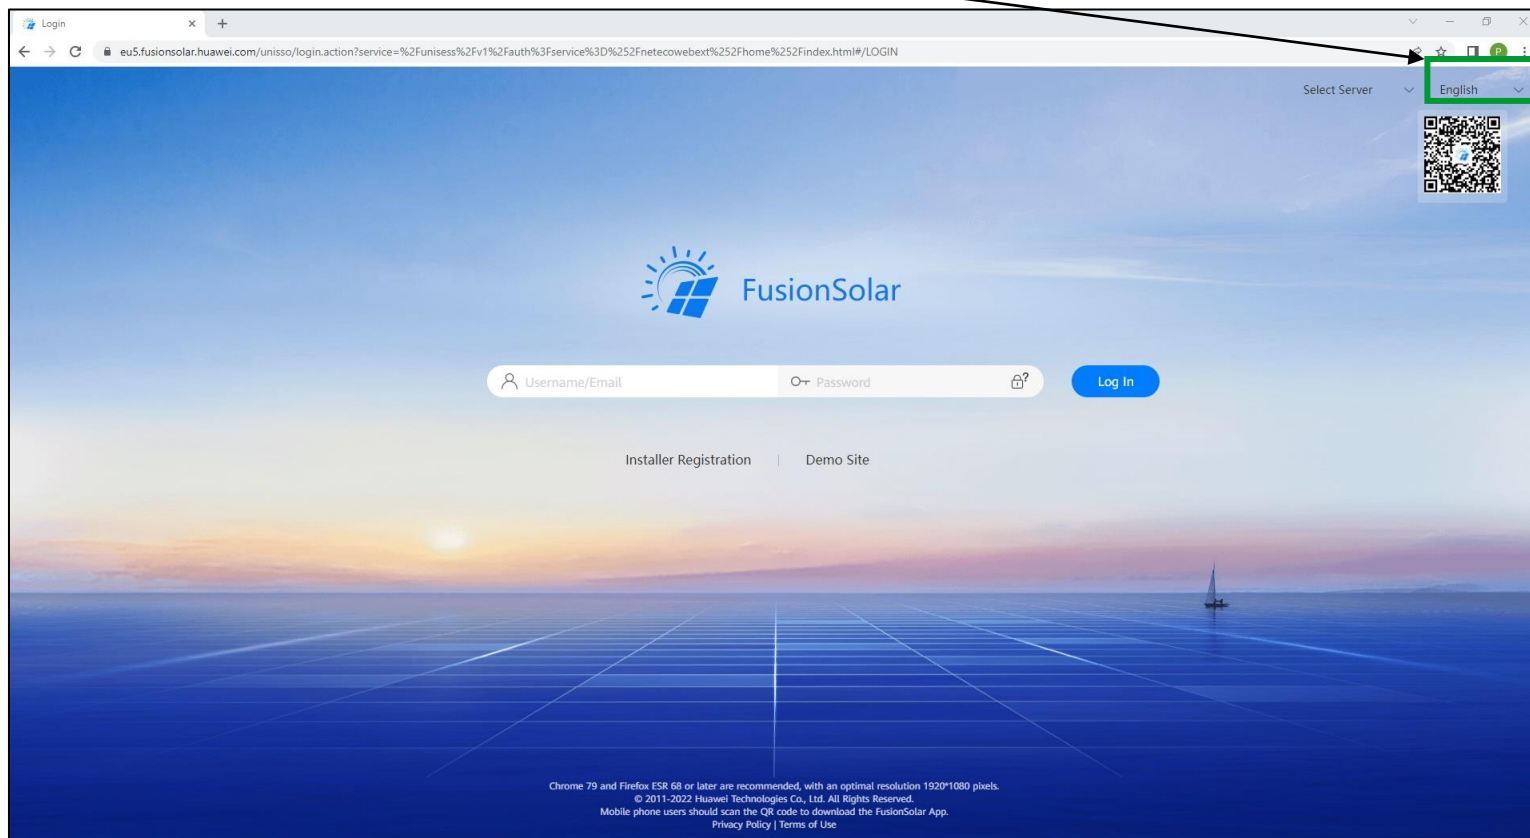 Login
eu5.fusionsolar.huawei.com/unisso/login.action?service=%2Funisess%2Fv1%2Fauth%3Fservice%3D%252Fnetecowebext%252Fhome%252Findex.html#/LOGIN
P
Select Server English
FusionSolar
Username/Email Password ? Log In
Installer Registration | Demo Site
Chrome 79 and Firefox ESR 68 or later are recommended, with an optimal resolution 1920*1080 pixels.
© 2011-2022 Huawei Technologies Co., Ltd. All Rights Reserved.
Mobile phone users should scan the QR code to download the FusionSolar App.
Privacy Policy | Terms of Use